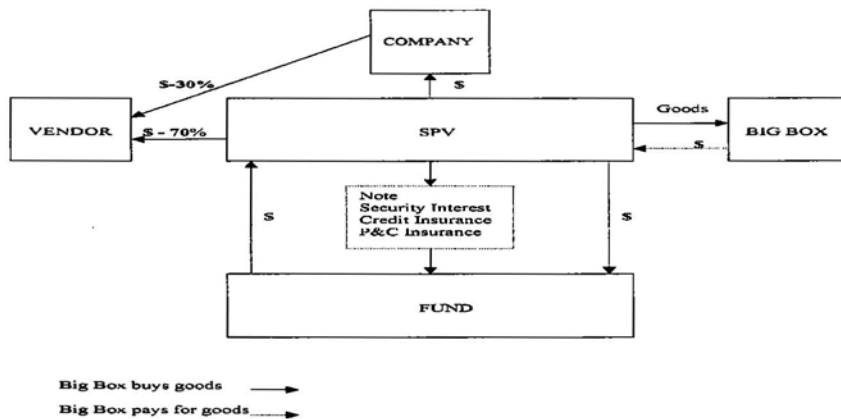 COMPANY
$-30%
$
Goods
VENDOR
$ - 70%
SPV
BIG BOX
$
Note
Security Interest
Credit Insurance
P&C Insurance
$
$
FUND
Big Box buys goods
Big Box pays for goods